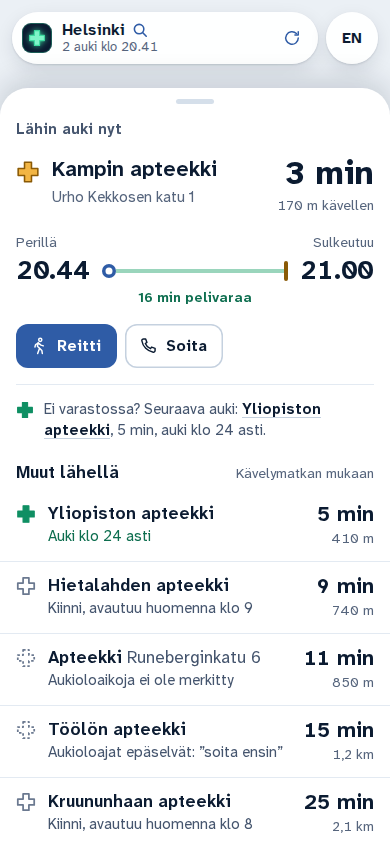 Helsinki
2 auki klo 20.41
EN
Lähin auki nyt
Kampin apteekki
3 min
Urho Kekkosen katu 1
170 m kävellen
Perillä
Sulkeutuu
20.44
21.00
16 min pelivaraa
Reitti
Soita
Ei varastossa? Seuraava auki: Yliopiston
apteekki, 5 min, auki klo 24 asti.
Muut lähellä
Kävelymatkan mukaan
Yliopiston apteekki
5 min
Auki klo 24 asti
410 m
Hietalahden apteekki
9 min
Kiinni, avautuu huomenna klo 9
740 m
Apteekki Runeberginkatu 6
11 min
Aukioloaikoja ei ole merkitty
850 m
Töölön apteekki
15 min
Aukioloajat epäselvät: ”soita ensin”
1,2 km
Kruununhaan apteekki
25 min
Kiinni, avautuu huomenna klo 8
2,1 km